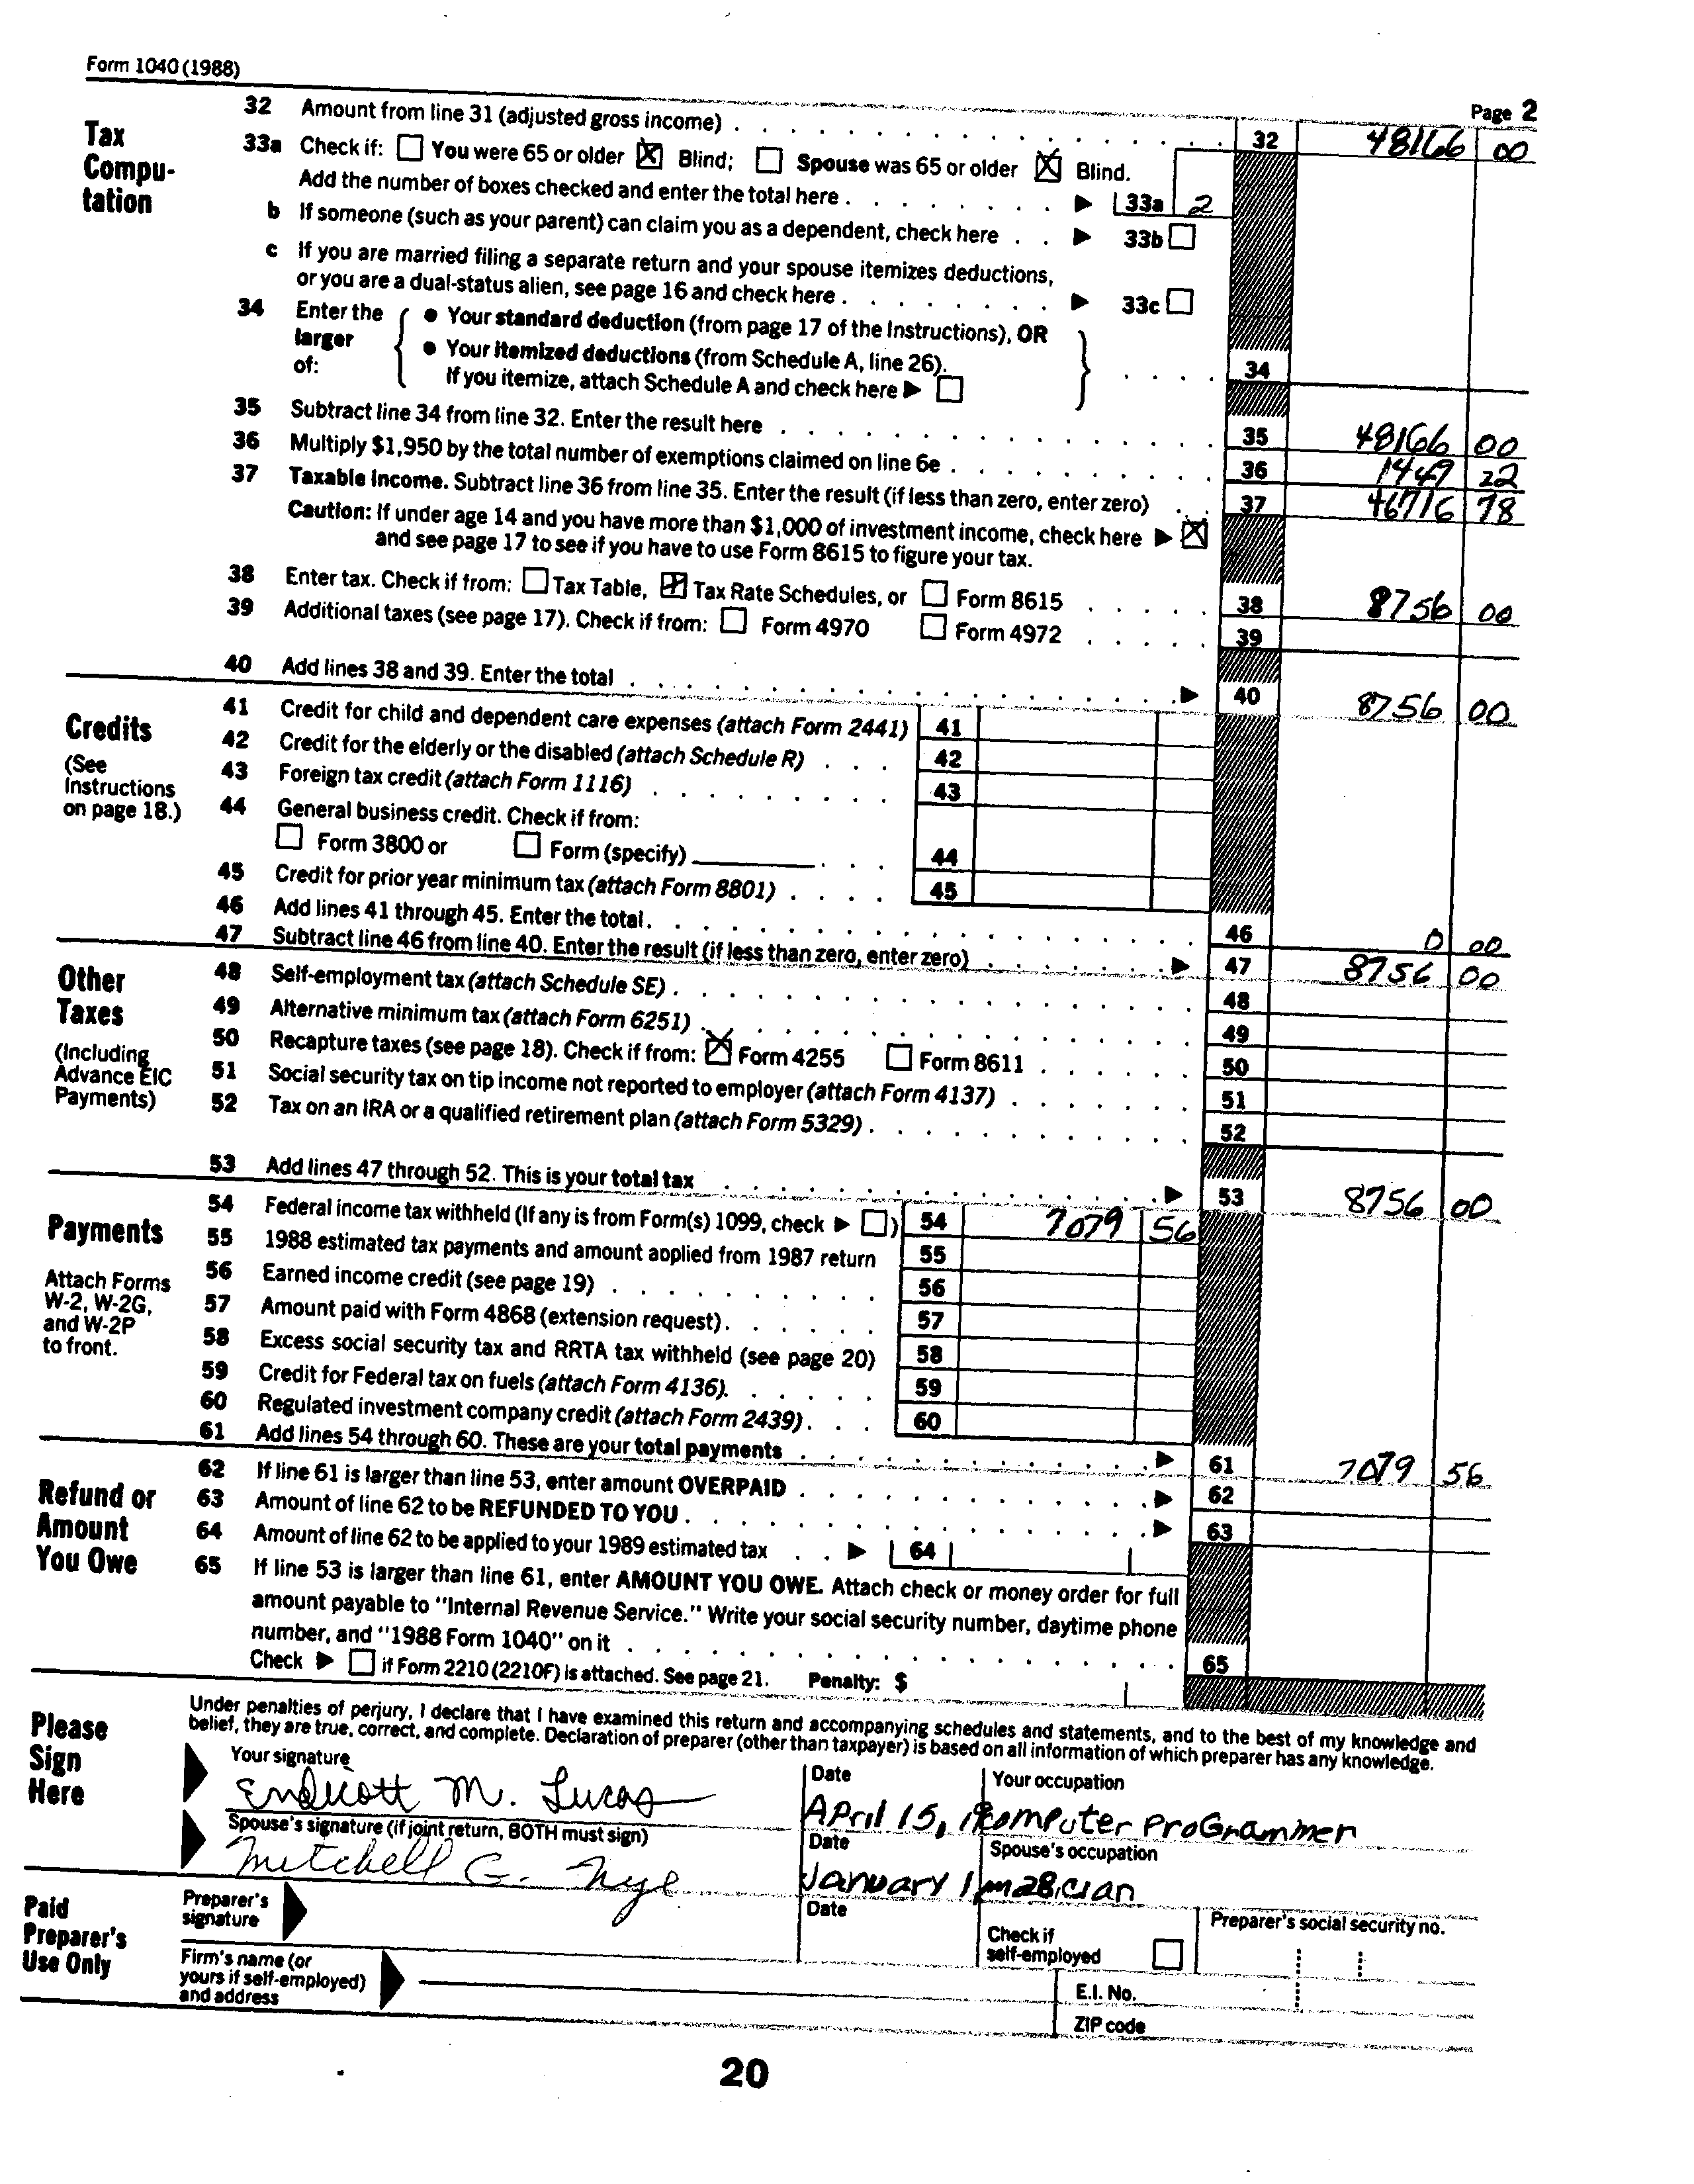 Form 1040 (1988)
Page 2
Tax Compu-tation
32 Amount from line 31 (adjusted gross income) 32 48166 00
33a Check if: You were 65 or older Blind; Spouse was 65 or older Blind.
Add the number of boxes checked and enter the total here 33a 2
b If someone (such as your parent) can claim you as a dependent, check here 33b
c If you are married filing a separate return and your spouse itemizes deductions,
or you are a dual-status alien, see page 16 and check here 33c
34 Enter the larger of:
• Your standard deduction (from page 17 of the Instructions), OR
• Your itemized deductions (from Schedule A, line 26).
If you itemize, attach Schedule A and check here 34
35 Subtract line 34 from line 32. Enter the result here 35 48166 00
36 Multiply $1,950 by the total number of exemptions claimed on line 6e 36 1449 22
37 Taxable income. Subtract line 36 from line 35. Enter the result (if less than zero, enter zero) 37 46716 78
Caution: If under age 14 and you have more than $1,000 of investment income, check here
and see page 17 to see if you have to use Form 8615 to figure your tax.
38 Enter tax. Check if from: Tax Table, Tax Rate Schedules, or Form 8615 38 8756 00
39 Additional taxes (see page 17). Check if from: Form 4970 Form 4972 39
40 Add lines 38 and 39. Enter the total 40 8756 00
Credits
(See Instructions on page 18.)
41 Credit for child and dependent care expenses (attach Form 2441) 41
42 Credit for the elderly or the disabled (attach Schedule R) 42
43 Foreign tax credit (attach Form 1116) 43
44 General business credit. Check if from:
Form 3800 or Form (specify) 44
45 Credit for prior year minimum tax (attach Form 8801) 45
46 Add lines 41 through 45. Enter the total 46 0 00
47 Subtract line 46 from line 40. Enter the result (if less than zero, enter zero) 47 8756 00
Other Taxes
(Including Advance EIC Payments)
48 Self-employment tax (attach Schedule SE) 48
49 Alternative minimum tax (attach Form 6251) 49
50 Recapture taxes (see page 18). Check if from: Form 4255 Form 8611 50
51 Social security tax on tip income not reported to employer (attach Form 4137) 51
52 Tax on an IRA or a qualified retirement plan (attach Form 5329) 52
53 Add lines 47 through 52. This is your total tax 53 8756 00
Payments
Attach Forms W-2, W-2G, and W-2P to front.
54 Federal income tax withheld (If any is from Form(s) 1099, check ) 54 7079 56
55 1988 estimated tax payments and amount applied from 1987 return 55
56 Earned income credit (see page 19) 56
57 Amount paid with Form 4868 (extension request) 57
58 Excess social security tax and RRTA tax withheld (see page 20) 58
59 Credit for Federal tax on fuels (attach Form 4136) 59
60 Regulated investment company credit (attach Form 2439) 60
61 Add lines 54 through 60. These are your total payments 61 7079 56
Refund or Amount You Owe
62 If line 61 is larger than line 53, enter amount OVERPAID 62
63 Amount of line 62 to be REFUNDED TO YOU 63
64 Amount of line 62 to be applied to your 1989 estimated tax 64
65 If line 53 is larger than line 61, enter AMOUNT YOU OWE. Attach check or money order for full
amount payable to "Internal Revenue Service." Write your social security number, daytime phone
number, and "1988 Form 1040" on it 65
Check if Form 2210 (2210F) is attached. See page 21. Penalty: $
Please Sign Here
Under penalties of perjury, I declare that I have examined this return and accompanying schedules and statements, and to the best of my knowledge and
belief, they are true, correct, and complete. Declaration of preparer (other than taxpayer) is based on all information of which preparer has any knowledge.
Your signature Date Your occupation
Endicott M. Lucas April 15, Computer Programmer
Spouse's signature (if joint return, BOTH must sign) Date Spouse's occupation
Mitchell G. Nye January 1, magician
Paid Preparer's Use Only
Preparer's signature Date Check if self-employed Preparer's social security no.
Firm's name (or yours if self-employed) and address
E.I. No.
ZIP code
20